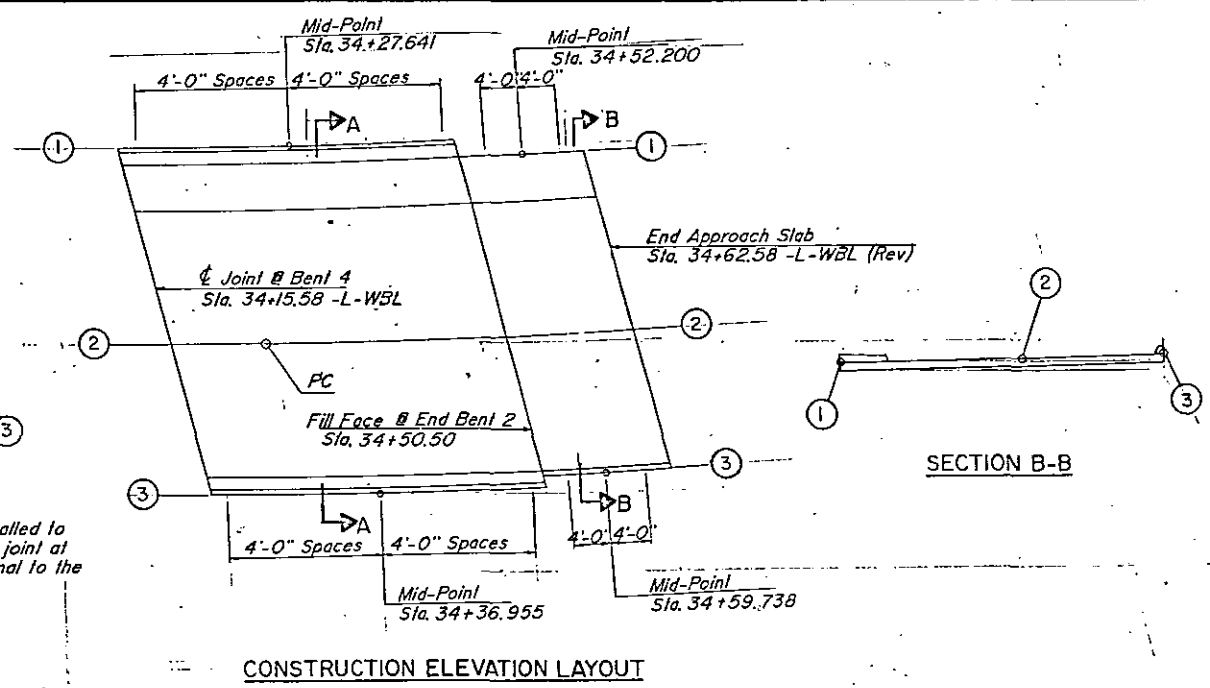 Mid-Point
Sta. 34+27.641
Mid-Point
Sta. 34+52.200
4'-0" Spaces
4'-0" Spaces
4'-0"
4'-0"
A
B
1
1
End Approach Slab
Sta. 34+62.58 -L-WBL (Rev)
℄ Joint @ Bent 4
Sta. 34+15.58 -L-WBL
2
2
2
PC
Fill Face @ End Bent 2
Sta. 34+50.50
3
1
3
3
3
SECTION B-B
A
B
alled to
joint at
nal to the
4'-0" Spaces
4'-0" Spaces
4'-0"
4'-0"
Mid-Point
Sta. 34+36.955
Mid-Point
Sta. 34+59.738
CONSTRUCTION ELEVATION LAYOUT